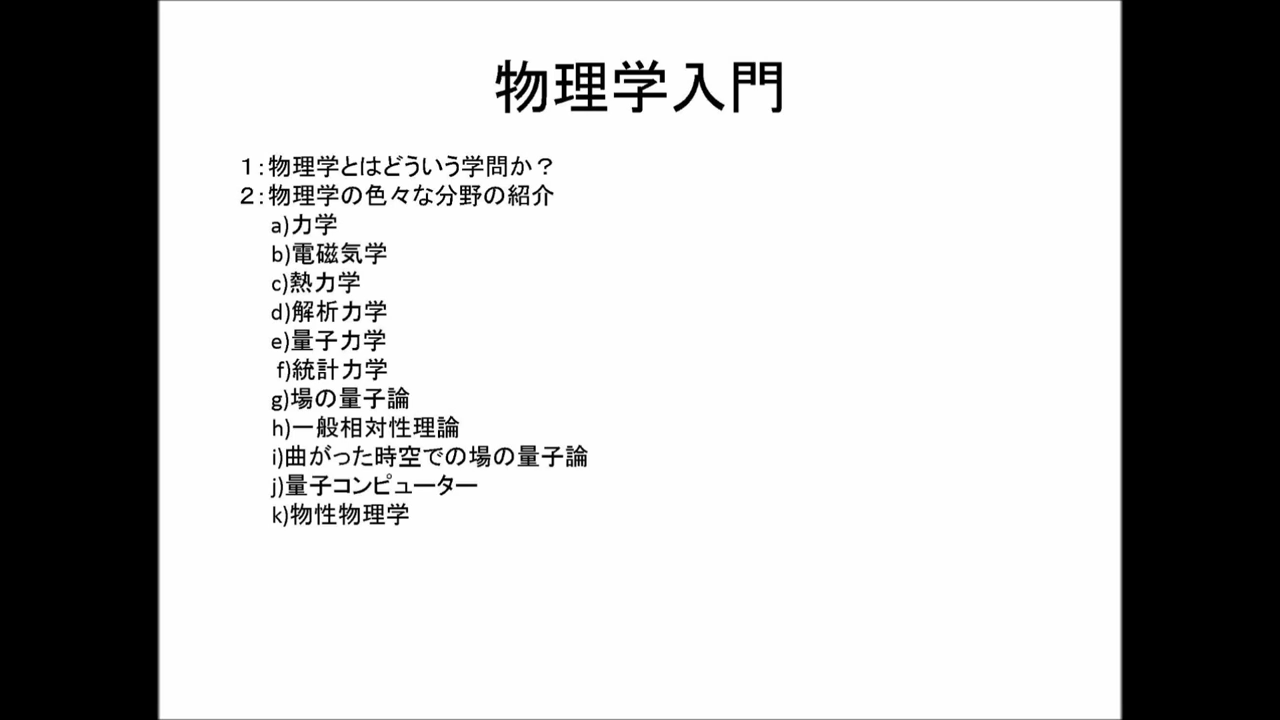 物理学入門
１：物理学とはどういう学問か？
２：物理学の色々な分野の紹介
a)力学
b)電磁気学
c)熱力学
d)解析力学
e)量子力学
f)統計力学
g)場の量子論
h)一般相対性理論
i)曲がった時空での場の量子論
j)量子コンピューター
k)物性物理学